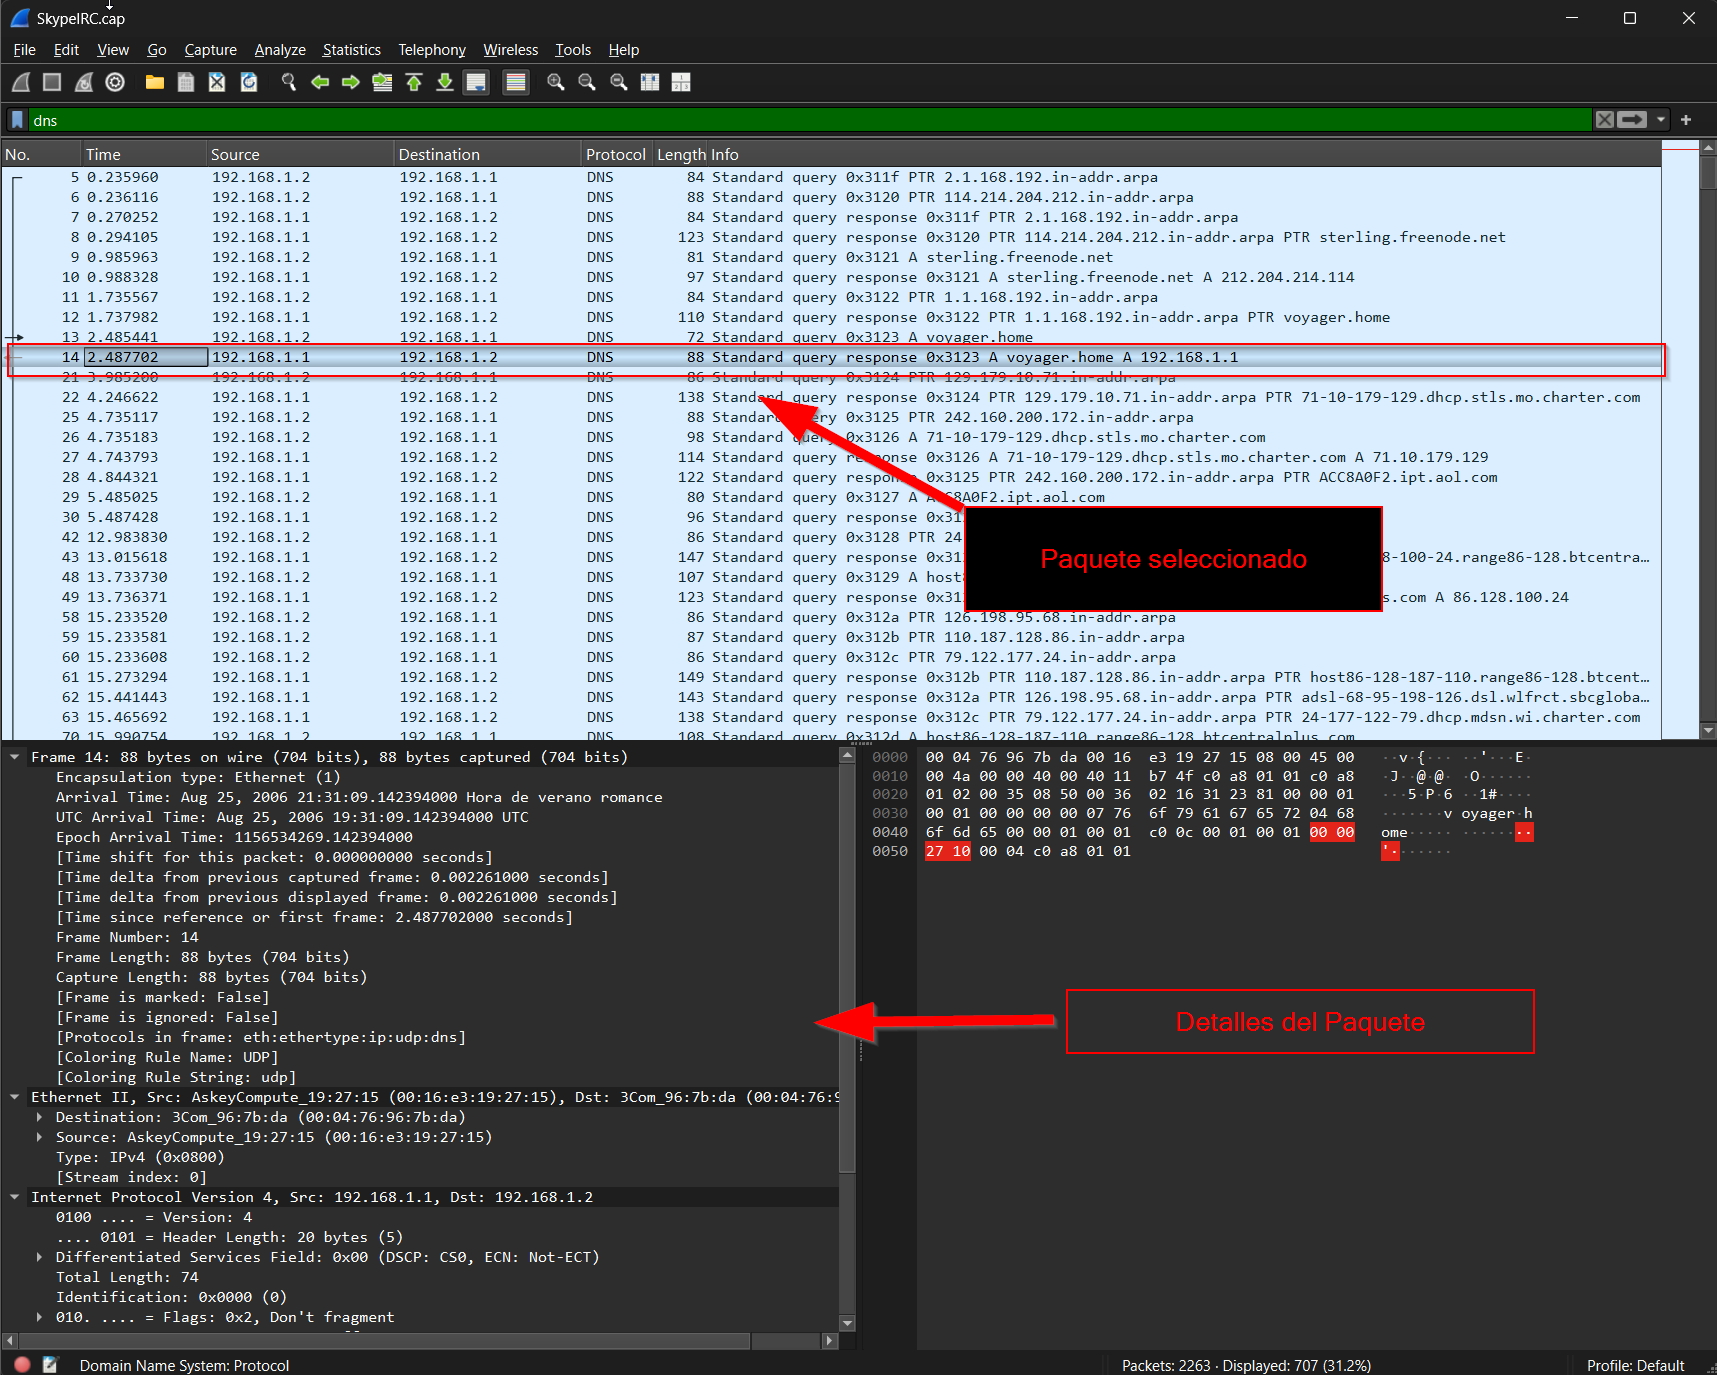 SkypeIRC.cap
File Edit View Go Capture Analyze Statistics Telephony Wireless Tools Help
dns
No. Time Source Destination Protocol Length Info
5 0.235960 192.168.1.2 192.168.1.1 DNS 84 Standard query 0x311f PTR 2.1.168.192.in-addr.arpa
6 0.236116 192.168.1.2 192.168.1.1 DNS 88 Standard query 0x3120 PTR 114.214.204.212.in-addr.arpa
7 0.270252 192.168.1.1 192.168.1.2 DNS 84 Standard query response 0x311f PTR 2.1.168.192.in-addr.arpa
8 0.294105 192.168.1.1 192.168.1.2 DNS 123 Standard query response 0x3120 PTR 114.214.204.212.in-addr.arpa PTR sterling.freenode.net
9 0.985963 192.168.1.2 192.168.1.1 DNS 81 Standard query 0x3121 A sterling.freenode.net
10 0.988328 192.168.1.1 192.168.1.2 DNS 97 Standard query response 0x3121 A sterling.freenode.net A 212.204.214.114
11 1.735567 192.168.1.2 192.168.1.1 DNS 84 Standard query 0x3122 PTR 1.1.168.192.in-addr.arpa
12 1.737982 192.168.1.1 192.168.1.2 DNS 110 Standard query response 0x3122 PTR 1.1.168.192.in-addr.arpa PTR voyager.home
13 2.485441 192.168.1.2 192.168.1.1 DNS 72 Standard query 0x3123 A voyager.home
14 2.487702 192.168.1.1 192.168.1.2 DNS 88 Standard query response 0x3123 A voyager.home A 192.168.1.1
21 3.985200 192.168.1.2 192.168.1.1 DNS 86 Standard query 0x3124 PTR 129.179.10.71.in-addr.arpa
22 4.246622 192.168.1.1 192.168.1.2 DNS 138 Standard query response 0x3124 PTR 129.179.10.71.in-addr.arpa PTR 71-10-179-129.dhcp.stls.mo.charter.com
25 4.735117 192.168.1.2 192.168.1.1 DNS 88 Standard query 0x3125 PTR 242.160.200.172.in-addr.arpa
26 4.735183 192.168.1.2 192.168.1.1 DNS 98 Standard query 0x3126 A 71-10-179-129.dhcp.stls.mo.charter.com
27 4.743793 192.168.1.1 192.168.1.2 DNS 114 Standard query response 0x3126 A 71-10-179-129.dhcp.stls.mo.charter.com A 71.10.179.129
28 4.844321 192.168.1.1 192.168.1.2 DNS 122 Standard query response 0x3125 PTR 242.160.200.172.in-addr.arpa PTR ACC8A0F2.ipt.aol.com
29 5.485025 192.168.1.2 192.168.1.1 DNS 80 Standard query 0x3127 A ACC8A0F2.ipt.aol.com
30 5.487428 192.168.1.1 192.168.1.2 DNS 96 Standard query response 0x31
42 12.983830 192.168.1.2 192.168.1.1 DNS 86 Standard query 0x3128 PTR 24
43 13.015618 192.168.1.1 192.168.1.2 DNS 147 Standard query response 0x31 8-100-24.range86-128.btcentra…
48 13.733730 192.168.1.2 192.168.1.1 DNS 107 Standard query 0x3129 A host8
49 13.736371 192.168.1.1 192.168.1.2 DNS 123 Standard query response 0x31 s.com A 86.128.100.24
58 15.233520 192.168.1.2 192.168.1.1 DNS 86 Standard query 0x312a PTR 126.198.95.68.in-addr.arpa
59 15.233581 192.168.1.2 192.168.1.1 DNS 87 Standard query 0x312b PTR 110.187.128.86.in-addr.arpa
60 15.233608 192.168.1.2 192.168.1.1 DNS 86 Standard query 0x312c PTR 79.122.177.24.in-addr.arpa
61 15.273294 192.168.1.1 192.168.1.2 DNS 149 Standard query response 0x312b PTR 110.187.128.86.in-addr.arpa PTR host86-128-187-110.range86-128.btcent…
62 15.441443 192.168.1.1 192.168.1.2 DNS 143 Standard query response 0x312a PTR 126.198.95.68.in-addr.arpa PTR adsl-68-95-198-126.dsl.wlfrct.sbcgloba…
63 15.465692 192.168.1.1 192.168.1.2 DNS 138 Standard query response 0x312c PTR 79.122.177.24.in-addr.arpa PTR 24-177-122-79.dhcp.mdsn.wi.charter.com
70 15.990754 192.168.1.2 192.168.1.1 DNS 108 Standard query 0x312d A host86-128-187-110.range86-128.btcentralplus.com
Paquete seleccionado
Frame 14: 88 bytes on wire (704 bits), 88 bytes captured (704 bits)
Encapsulation type: Ethernet (1)
Arrival Time: Aug 25, 2006 21:31:09.142394000 Hora de verano romance
UTC Arrival Time: Aug 25, 2006 19:31:09.142394000 UTC
Epoch Arrival Time: 1156534269.142394000
[Time shift for this packet: 0.000000000 seconds]
[Time delta from previous captured frame: 0.002261000 seconds]
[Time delta from previous displayed frame: 0.002261000 seconds]
[Time since reference or first frame: 2.487702000 seconds]
Frame Number: 14
Frame Length: 88 bytes (704 bits)
Capture Length: 88 bytes (704 bits)
[Frame is marked: False]
[Frame is ignored: False]
[Protocols in frame: eth:ethertype:ip:udp:dns]
[Coloring Rule Name: UDP]
[Coloring Rule String: udp]
Ethernet II, Src: AskeyCompute_19:27:15 (00:16:e3:19:27:15), Dst: 3Com_96:7b:da (00:04:76:9
Destination: 3Com_96:7b:da (00:04:76:96:7b:da)
Source: AskeyCompute_19:27:15 (00:16:e3:19:27:15)
Type: IPv4 (0x0800)
[Stream index: 0]
Internet Protocol Version 4, Src: 192.168.1.1, Dst: 192.168.1.2
0100 .... = Version: 4
.... 0101 = Header Length: 20 bytes (5)
Differentiated Services Field: 0x00 (DSCP: CS0, ECN: Not-ECT)
Total Length: 74
Identification: 0x0000 (0)
010. .... = Flags: 0x2, Don't fragment
0000 00 04 76 96 7b da 00 16 e3 19 27 15 08 00 45 00 ··v·{··· ··'···E·
0010 00 4a 00 00 40 00 40 11 b7 4f c0 a8 01 01 c0 a8 ·J··@·@· ·O······
0020 01 02 00 35 08 50 00 36 02 16 31 23 81 00 00 01 ···5·P·6 ··1#····
0030 00 01 00 00 00 00 07 76 6f 79 61 67 65 72 04 68 ·······v oyager·h
0040 6f 6d 65 00 00 01 00 01 c0 0c 00 01 00 01 00 00 ome····· ········
0050 27 10 00 04 c0 a8 01 01 '·······
Detalles del Paquete
Domain Name System: Protocol
Packets: 2263 · Displayed: 707 (31.2%)
Profile: Default